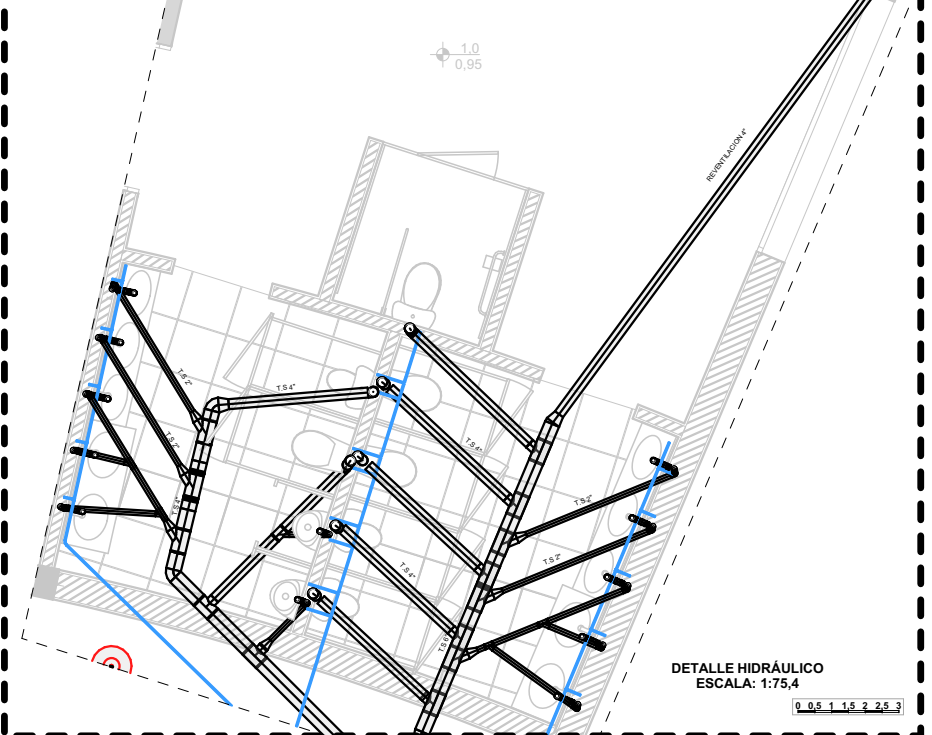 1.0
0,95
REVENTILACION 4"
T.S 2"
T.S 4"
T.S 2"
T.S 4"
T.S 4"
T.S 2"
T.S 2"
T.S 4"
T.S 6"
DETALLE HIDRÁULICO
ESCALA: 1:75,4
0 0,5 1 1,5 2 2,5 3